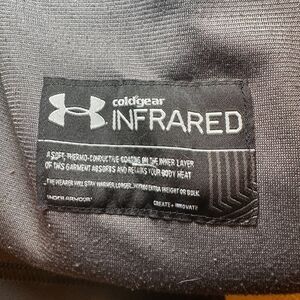 coldgear
INFRARED
A SOFT, THERMO-CONDUCTIVE COATING ON THE INNER LAYER
OF THIS GARMENT ABSORBS AND RETAINS YOUR BODY HEAT
THE WEARER WILL STAY WARMER, LONGER, WITHOUT EXTRA WEIGHT OR BULK
UNDER ARMOUR
CREATE + INNOVATE